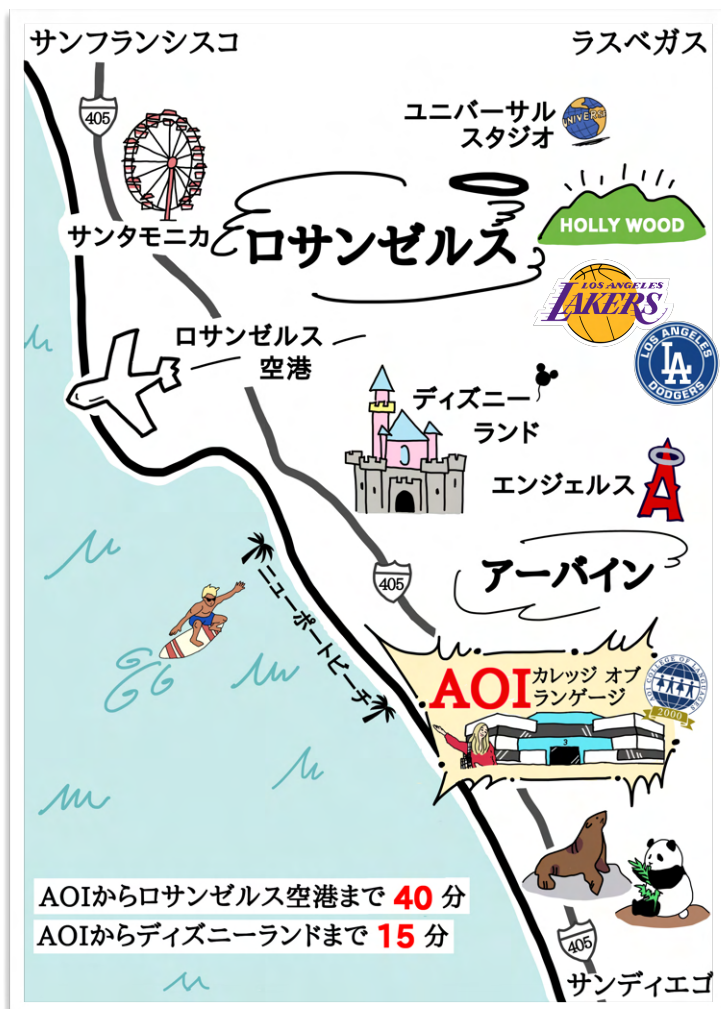 サンフランシスコ
ラスベガス
405
ユニバーサル
スタジオ
UNIVERS
HOLLY WOOD
サンタモニカ
ロサンゼルス
LOS ANGELES
LAKERS
ロサンゼルス
空港
LOS ANGELES
LA
DODGERS
ディズニー
ランド
エンジェルス
A
アーバイン
405
ニューポートビーチ
AOI
カレッジ オブ
ランゲージ
AOI COLLEGE OF LANGUAGES
2000
3
AOIからロサンゼルス空港まで 40 分
AOIからディズニーランドまで 15 分
405
サンディエゴ